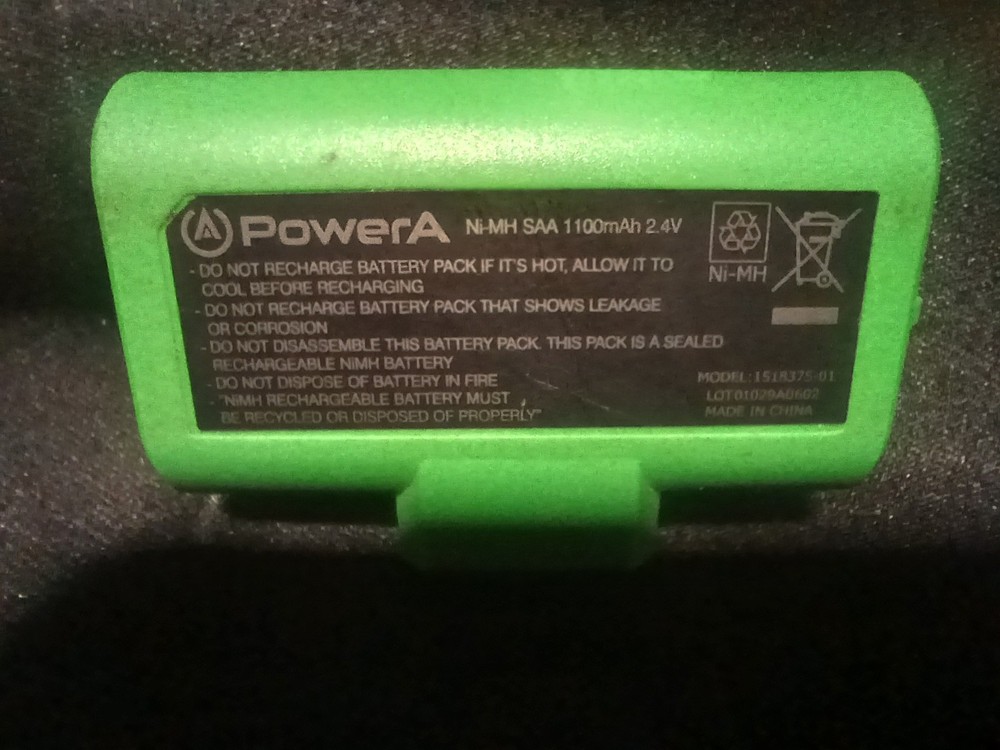 PowerA Ni-MH SAA 1100mAh 2.4V
Ni-MH
- DO NOT RECHARGE BATTERY PACK IF IT'S HOT, ALLOW IT TO
COOL BEFORE RECHARGING
- DO NOT RECHARGE BATTERY PACK THAT SHOWS LEAKAGE
OR CORROSION
- DO NOT DISASSEMBLE THIS BATTERY PACK. THIS PACK IS A SEALED
RECHARGEABLE NiMH BATTERY
- DO NOT DISPOSE OF BATTERY IN FIRE
- "NiMH RECHARGEABLE BATTERY MUST
BE RECYCLED OR DISPOSED OF PROPERLY"
MODEL:1518375-01
LOT01029A0602
MADE IN CHINA